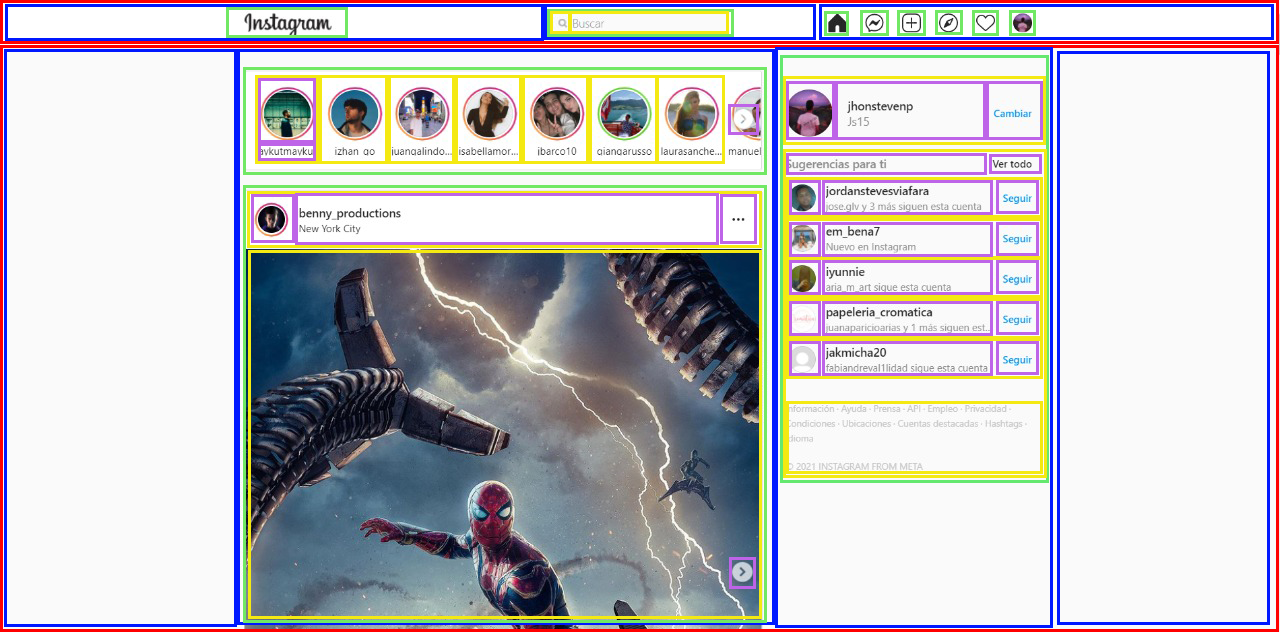 Instagram
Buscar
aykutmayku
izhan_go
juangalindo...
isabellamor...
jbarco10
giangarusso
laurasanche...
manuel
benny_productions
New York City
jhonstevenp
Js15
Cambiar
Sugerencias para ti
Ver todo
jordanstevesviafara
jose.glv y 3 más siguen esta cuenta
Seguir
em_bena7
Nuevo en Instagram
Seguir
iyunnie
aria_m_art sigue esta cuenta
Seguir
papeleria_cromatica
juanaparicioarias y 1 más siguen est...
Seguir
jakmicha20
fabiandreval1lidad sigue esta cuenta
Seguir
Información · Ayuda · Prensa · API · Empleo · Privacidad ·
Condiciones · Ubicaciones · Cuentas destacadas · Hashtags ·
Idioma
© 2021 INSTAGRAM FROM META